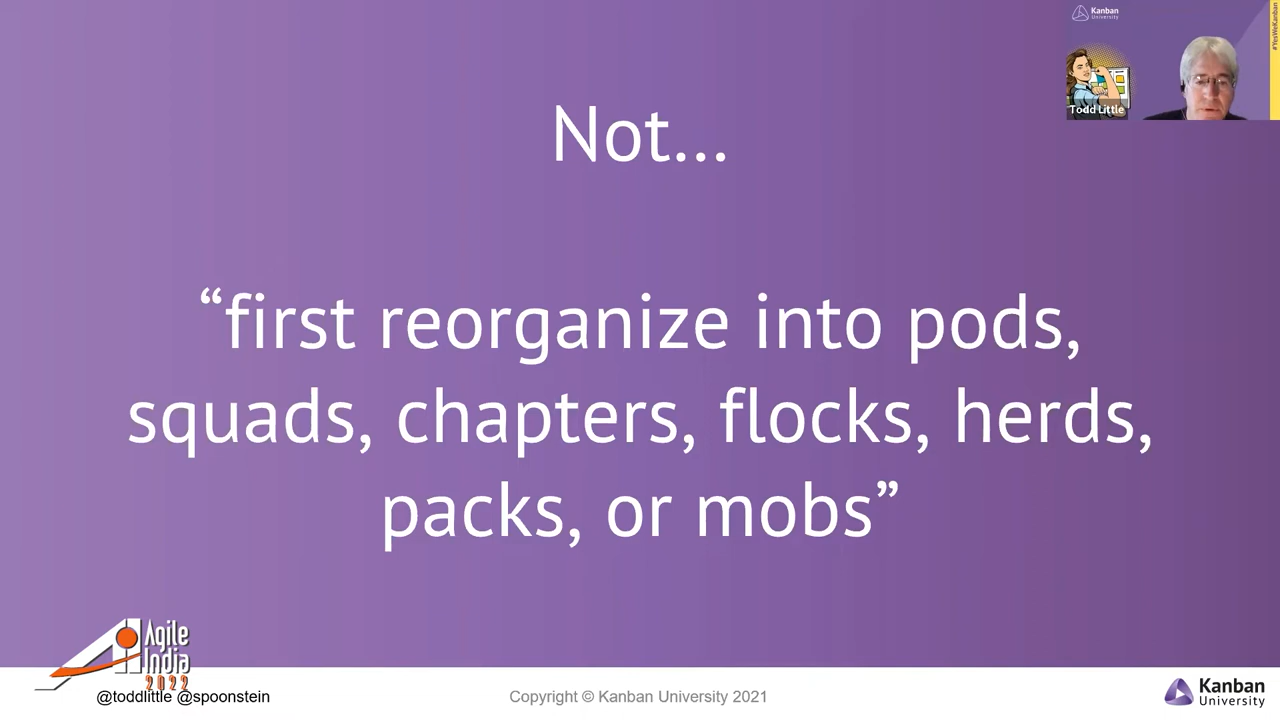 Kanban
University
#YesWeKanban
Todd Little
Not...
“first reorganize into pods,
squads, chapters, flocks, herds,
packs, or mobs”
Agile
India
2022
@toddlittle @spoonstein
Copyright © Kanban University 2021
Kanban
University